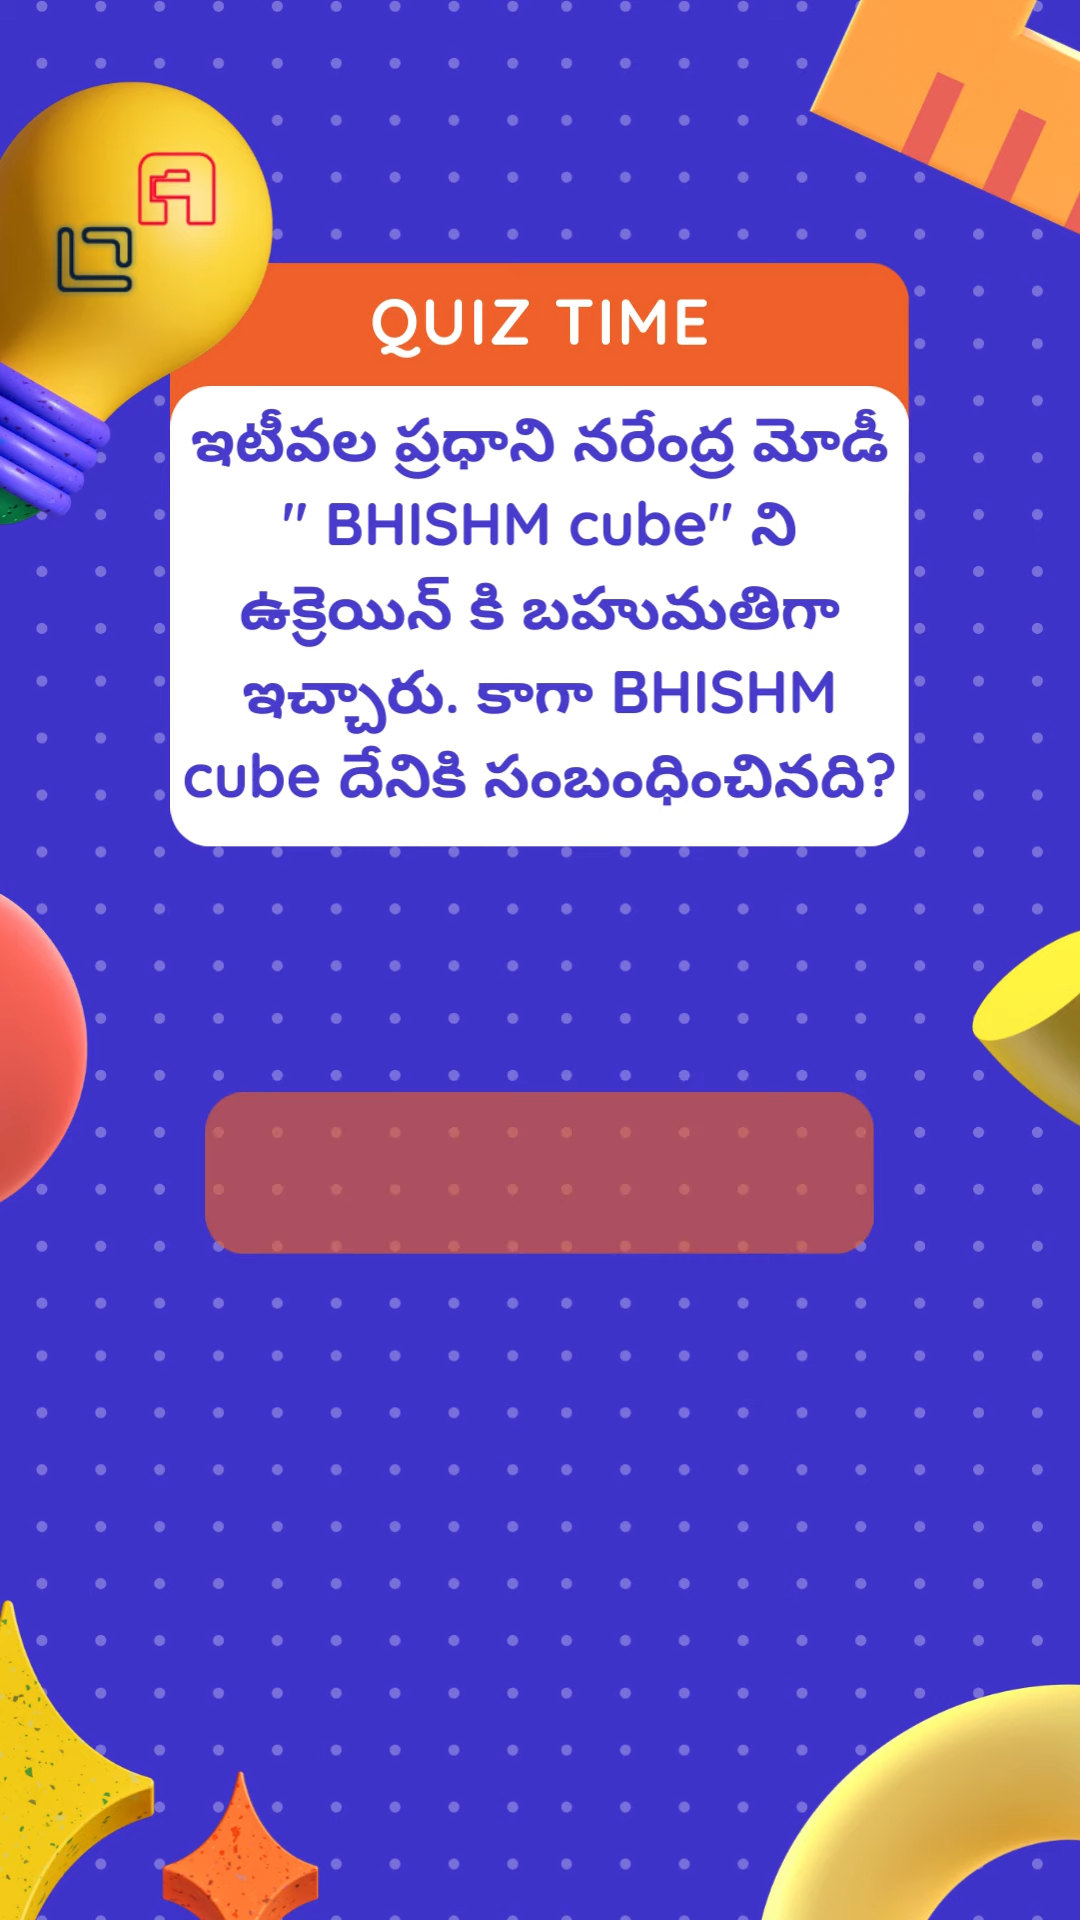 QUIZ TIME
ఇటీవల ప్రధాని నరేంద్ర మోడీ
" BHISHM cube" ని
ఉక్రెయిన్ కి బహుమతిగా
ఇచ్చారు. కాగా BHISHM
cube దేనికి సంబంధించినది?